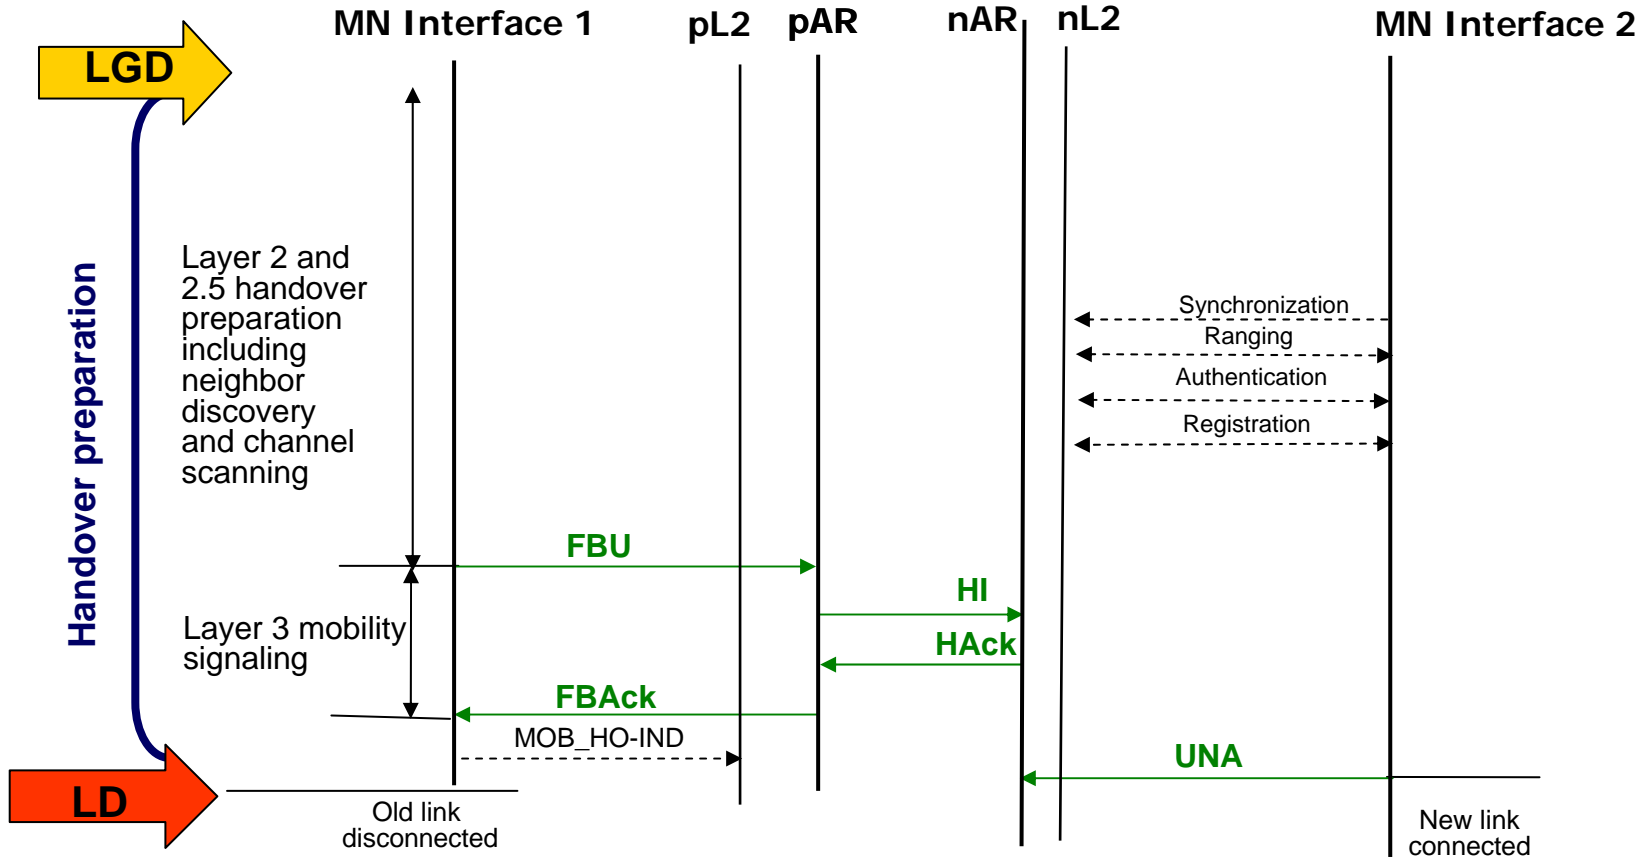 MN Interface 1
pL2
pAR
nAR
nL2
MN Interface 2
LGD
Handover preparation
Layer 2 and
2.5 handover
preparation
including
neighbor
discovery
and channel
scanning
Synchronization
Ranging
Authentication
Registration
FBU
HI
Layer 3 mobility
signaling
HAck
FBAck
MOB_HO-IND
UNA
LD
Old link
disconnected
New link
connected